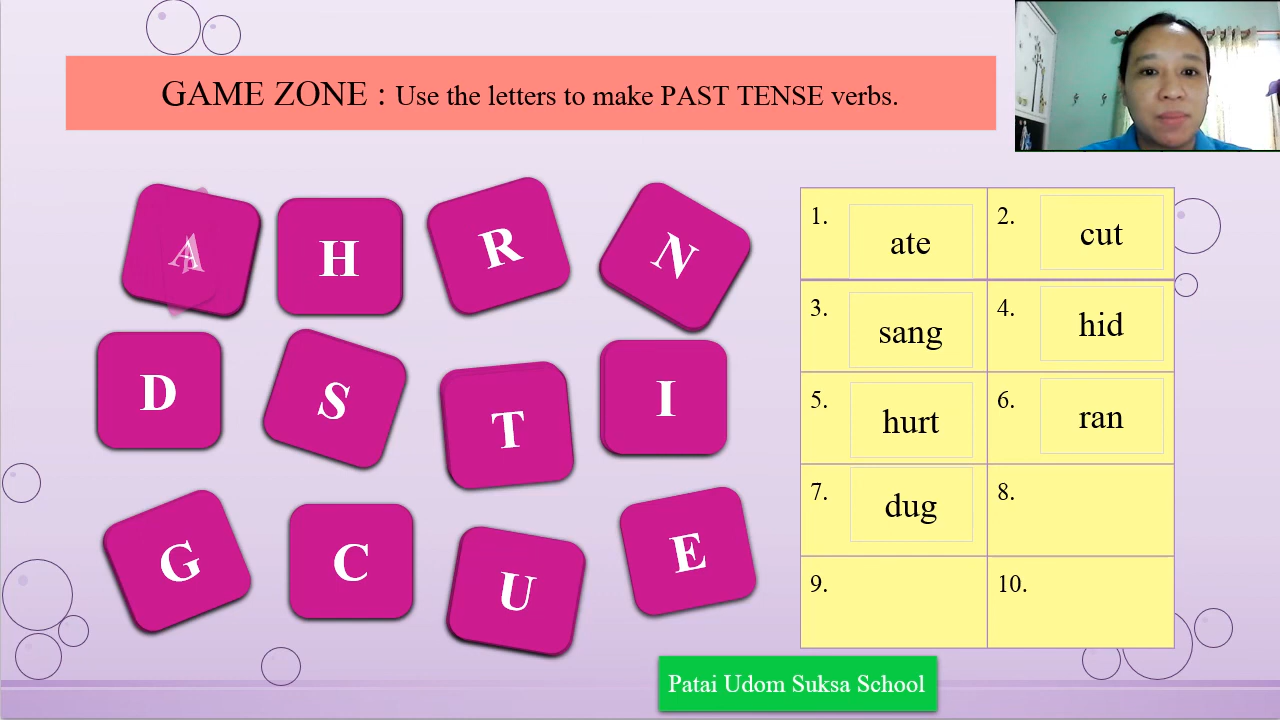 GAME ZONE : Use the letters to make PAST TENSE verbs.
A H R N
D S T I
G C U E
1. ate 2. cut
3. sang 4. hid
5. hurt 6. ran
7. dug 8.
9. 10.
Patai Udom Suksa School